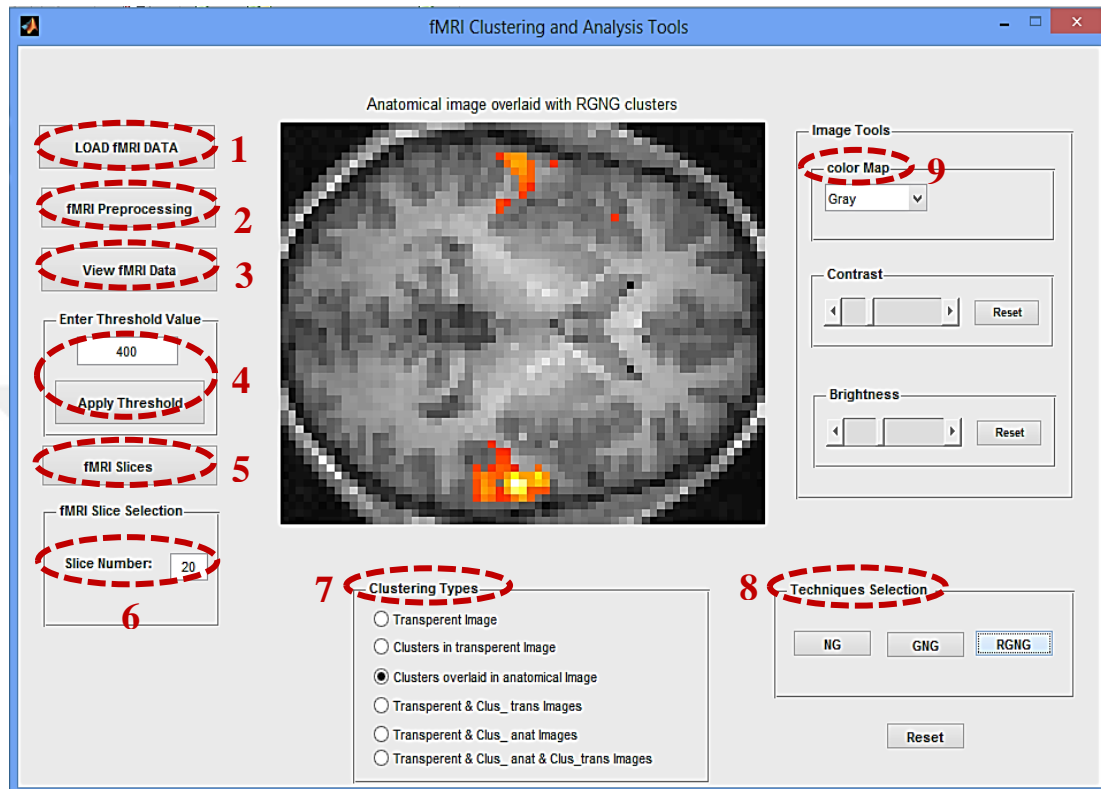 fMRI Clustering and Analysis Tools
Anatomical image overlaid with RGNG clusters
LOAD fMRI DATA
1
fMRI Preprocessing
2
View fMRI Data
3
Enter Threshold Value
400
Apply Threshold
4
fMRI Slices
5
fMRI Slice Selection
Slice Number: 20
6
7
Clustering Types
Transperent Image
Clusters in transperent Image
Clusters overlaid in anatomical Image
Transperent & Clus_ trans Images
Transperent & Clus_ anat Images
Transperent & Clus_ anat & Clus_trans Images
Image Tools
color Map
9
Gray
Contrast
Reset
Brightness
Reset
8
Techniques Selection
NG GNG RGNG
Reset